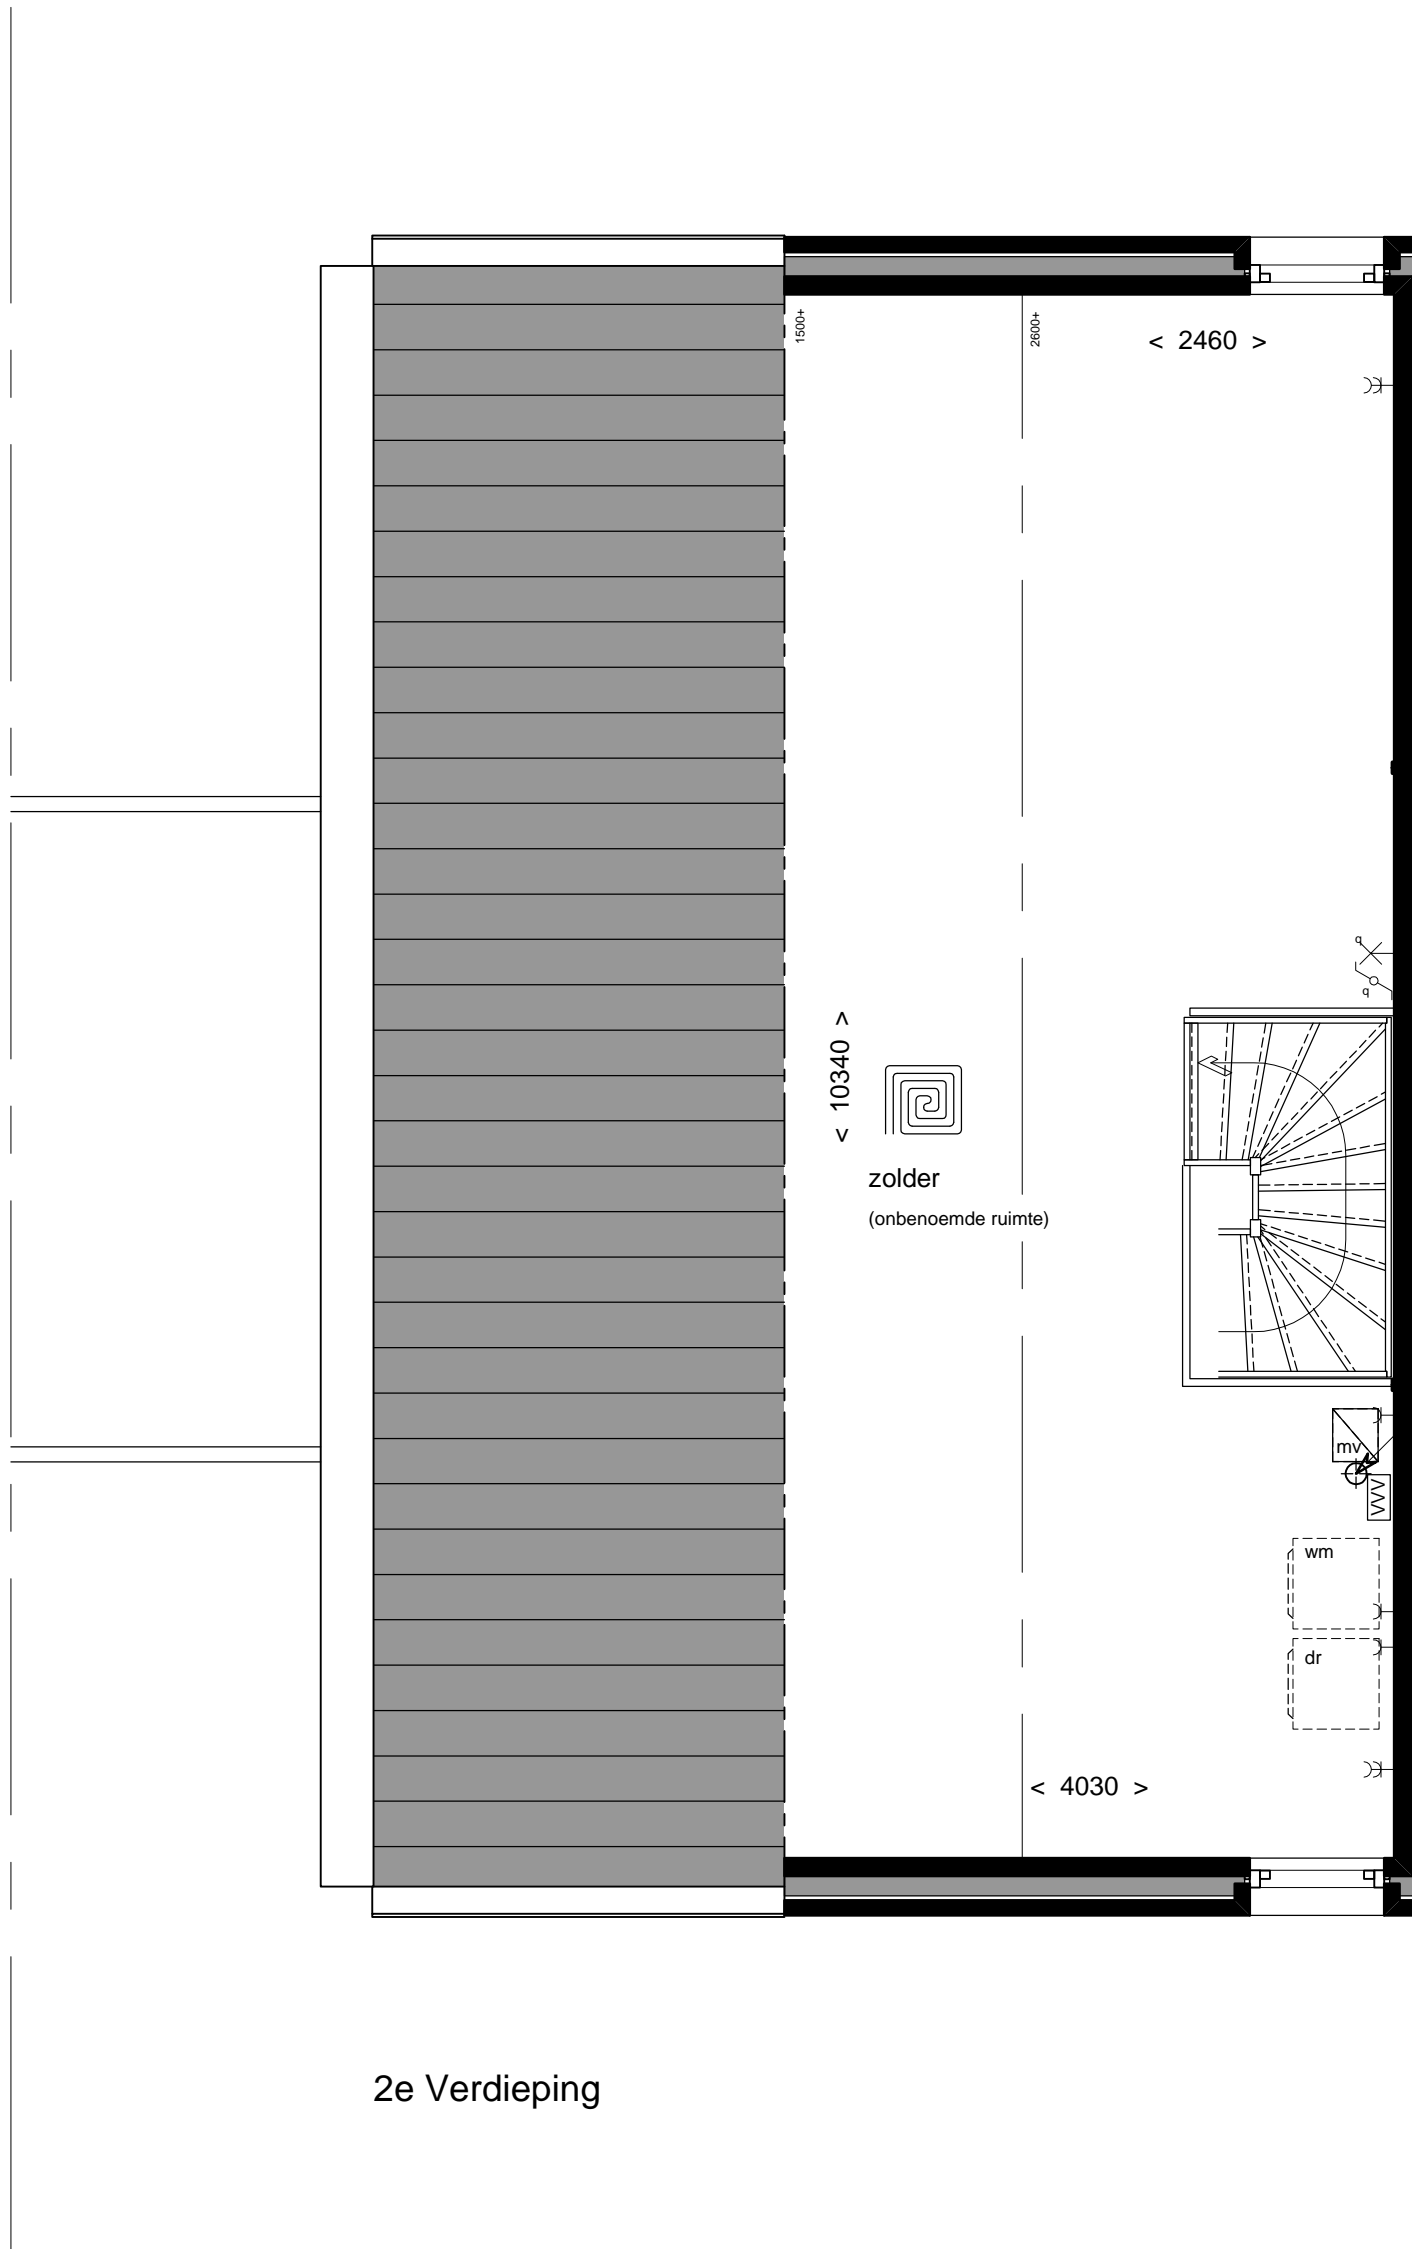 1500+
2600+
< 2460 >
q
q
< 10340 >
zolder
(onbenoemde ruimte)
mv
wm
dr
< 4030 >
2e Verdieping